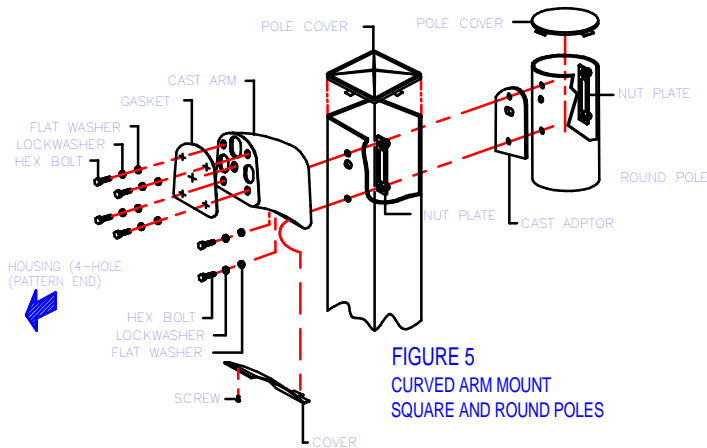 POLE COVER
POLE COVER
CAST ARM
GASKET
FLAT WASHER
LOCKWASHER
HEX BOLT
NUT PLATE
ROUND POLE
NUT PLATE
CAST ADPTOR
HOUSING (4-HOLE
(PATTERN END)
HEX BOLT
LOCKWASHER
FLAT WASHER
SCREW
COVER
FIGURE 5
CURVED ARM MOUNT
SQUARE AND ROUND POLES